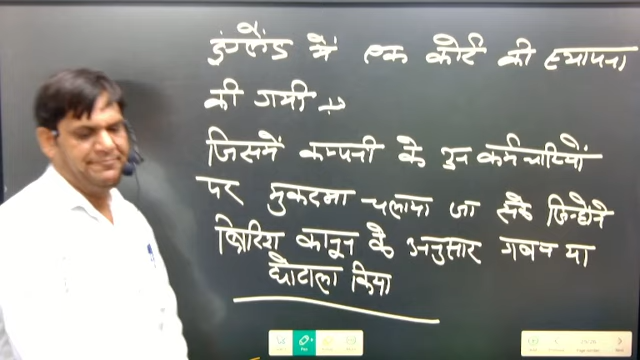 इंग्लैंड में एक कोर्ट की स्थापना
की गयी
जिसमें कम्पनी के उन कर्मचारियों
पर मुकदमा चलाया जा सके जिन्होंने
ब्रिटिश कानून के अनुसार गबन या
घोटाला किया